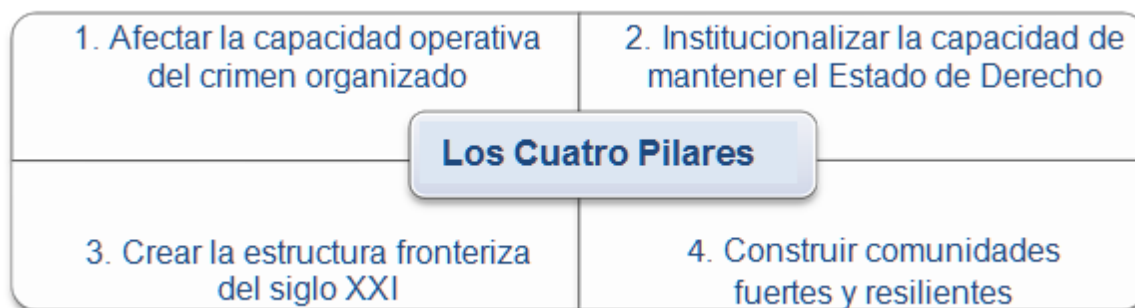 1. Afectar la capacidad operativa
del crimen organizado
2. Institucionalizar la capacidad de
mantener el Estado de Derecho
Los Cuatro Pilares
3. Crear la estructura fronteriza
del siglo XXI
4. Construir comunidades
fuertes y resilientes